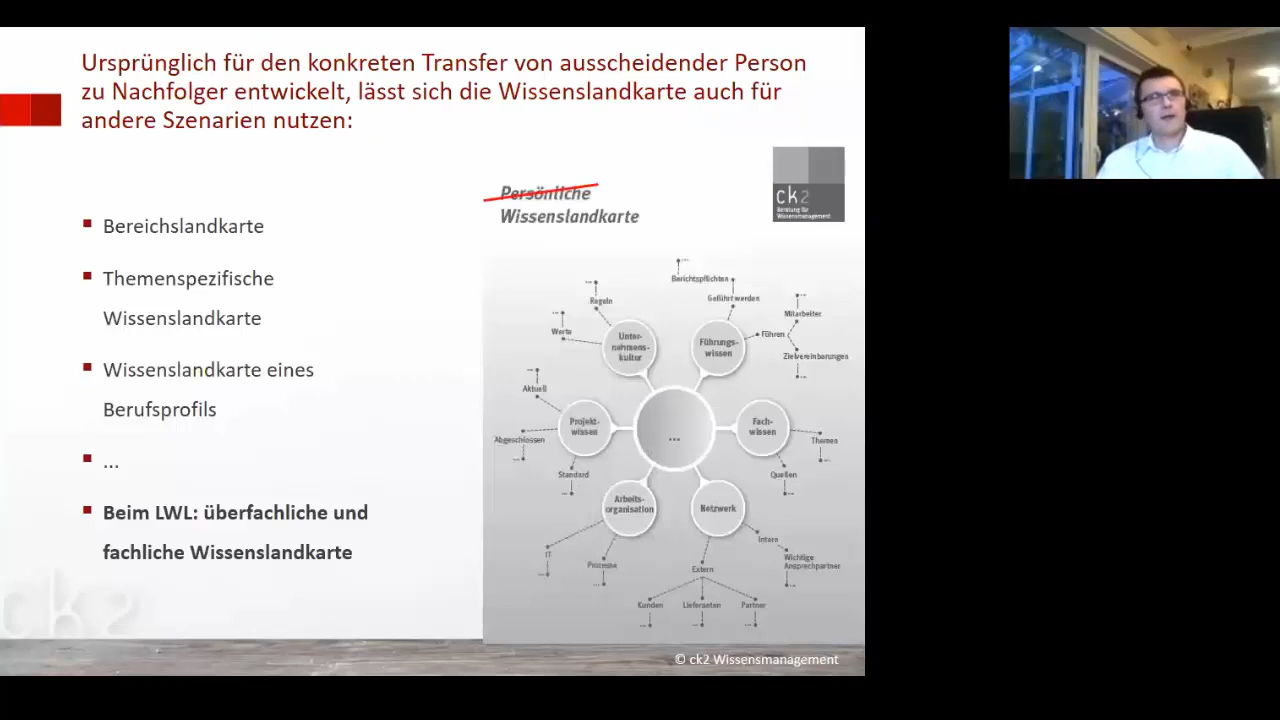 Ursprünglich für den konkreten Transfer von ausscheidender Person
zu Nachfolger entwickelt, lässt sich die Wissenslandkarte auch für
andere Szenarien nutzen:
Bereichslandkarte
Themenspezifische
Wissenslandkarte
Wissenslandkarte eines
Berufsprofils
...
Beim LWL: überfachliche und
fachliche Wissenslandkarte
Persönliche
Wissenslandkarte
ck2
Beratung für
Wissensmanagement
...
Berichtspflichten
Geführt werden
...
Regeln
...
Werte
Unter-
nehmens-
kultur
Führungs-
wissen
Führen
...
Mitarbeiter
Zielvereinbarungen
...
...
Aktuell
Abgeschlossen
...
Standard
...
Projekt-
wissen
...
Fach-
wissen
Themen
...
Quellen
...
Arbeits-
organisation
IT
...
Prozesse
...
Netzwerk
Intern
Wichtige
Ansprechpartner
...
Extern
Kunden
Lieferanten
Partner
...
...
...
ck2
© ck2 Wissensmanagement